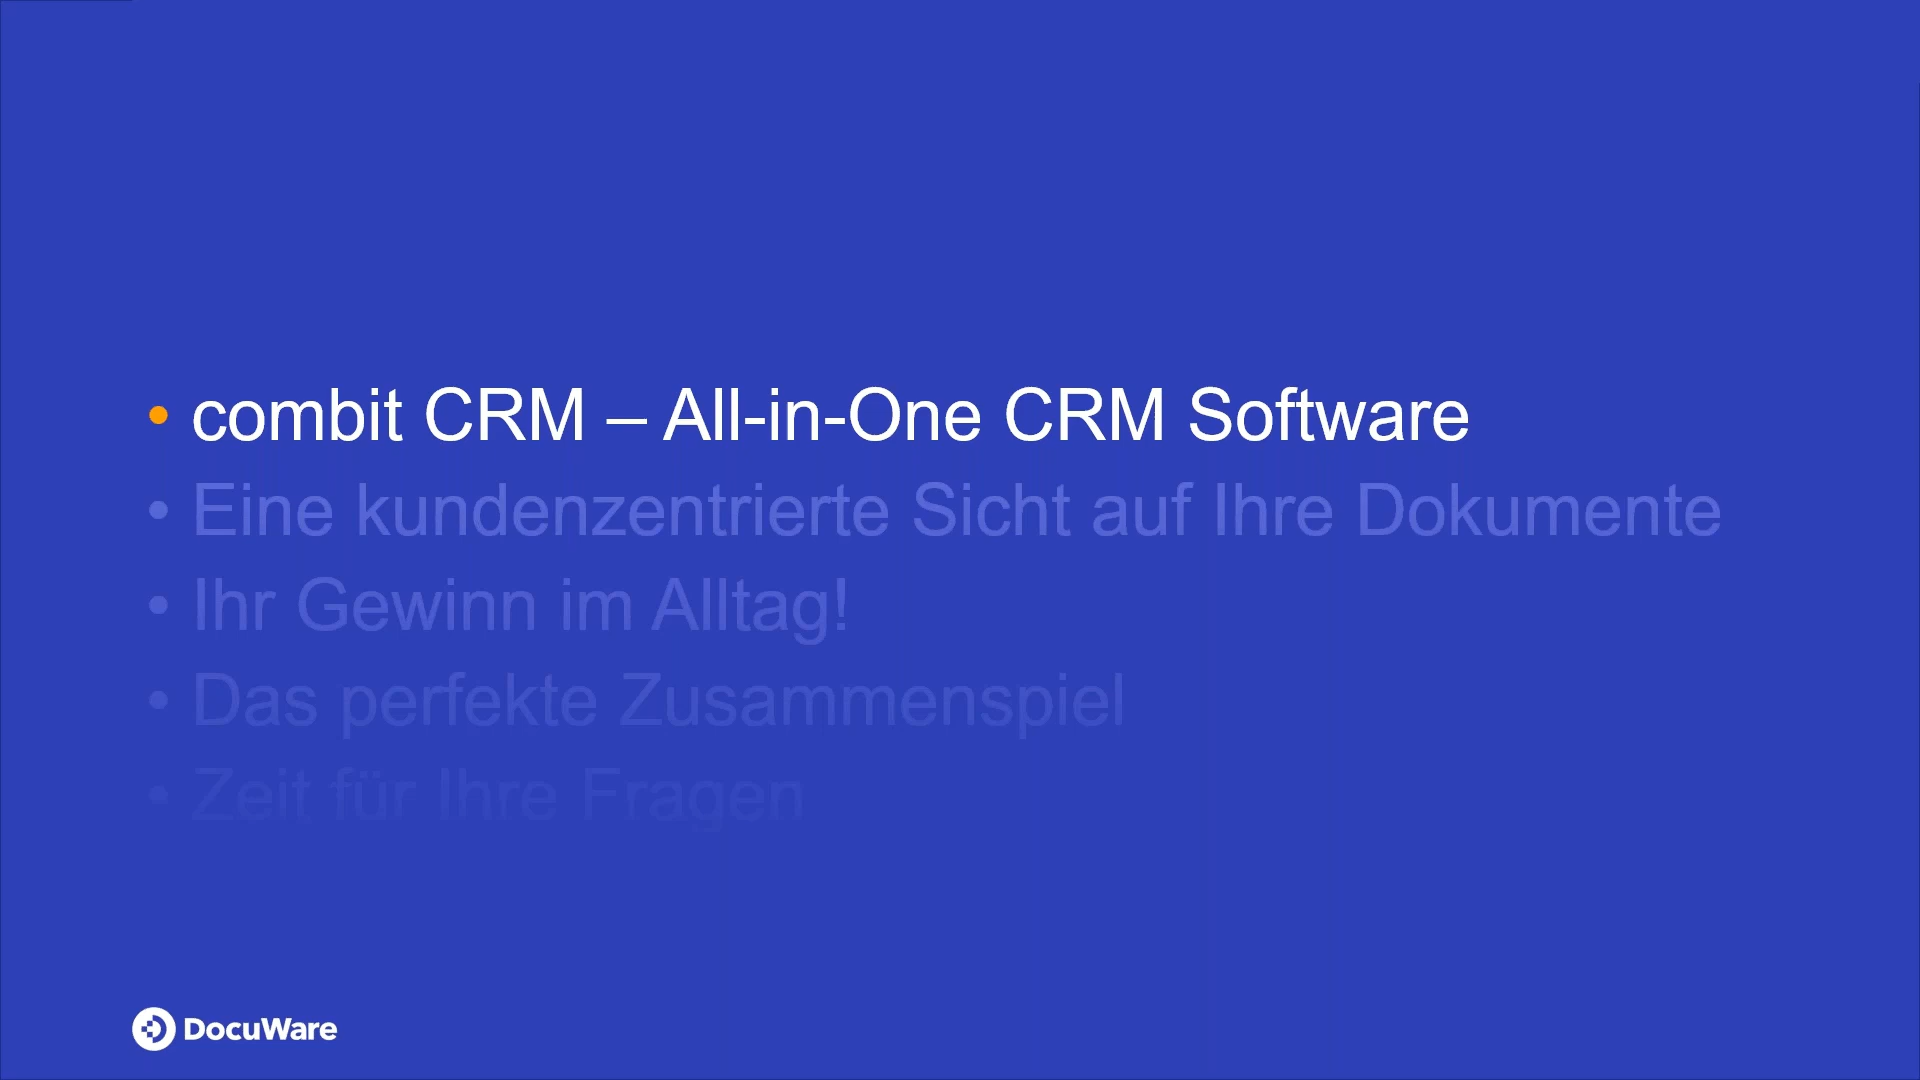 • combit CRM – All-in-One CRM Software
• Eine kundenzentrierte Sicht auf Ihre Dokumente
• Ihr Gewinn im Alltag!
• Das perfekte Zusammenspiel
• Zeit für Ihre Fragen
DocuWare